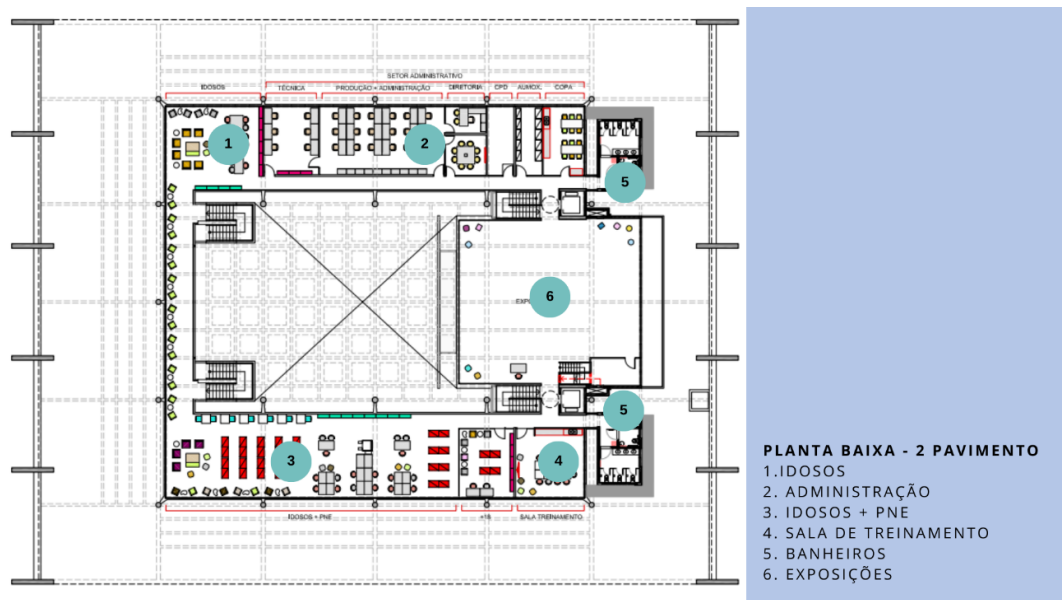 SETOR ADMINISTRATIVO
IDOSOS
TÉCNICA
PRODUÇÃO + ADMINISTRAÇÃO
DIRETORIA
CPD
ALMOX.
COPA
1
2
5
6
5
3
4
IDOSOS + PNE
+18
SALA TREINAMENTO
PLANTA BAIXA - 2 PAVIMENTO
1.IDOSOS
2. ADMINISTRAÇÃO
3. IDOSOS + PNE
4. SALA DE TREINAMENTO
5. BANHEIROS
6. EXPOSIÇÕES